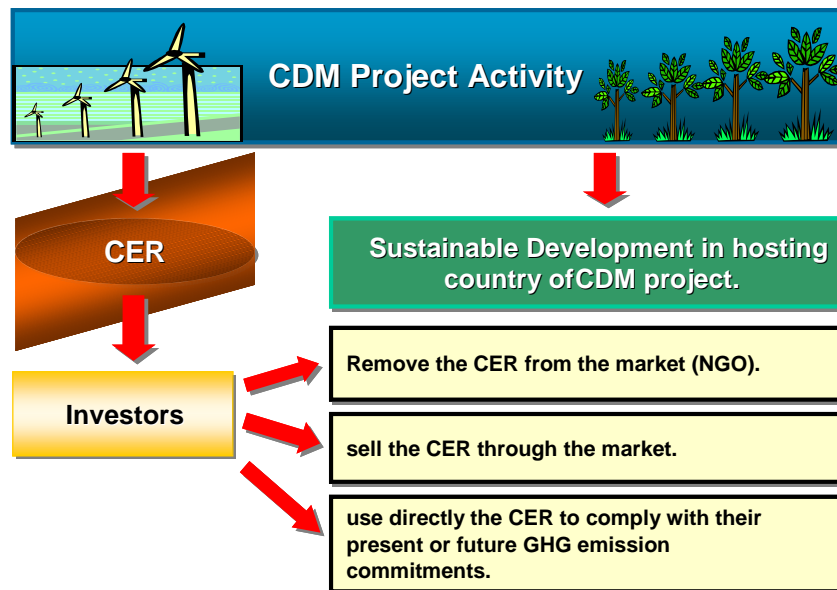 CDM Project Activity
CER
Sustainable Development in hosting
country ofCDM project.
Investors
Remove the CER from the market (NGO).
sell the CER through the market.
use directly the CER to comply with their
present or future GHG emission
commitments.